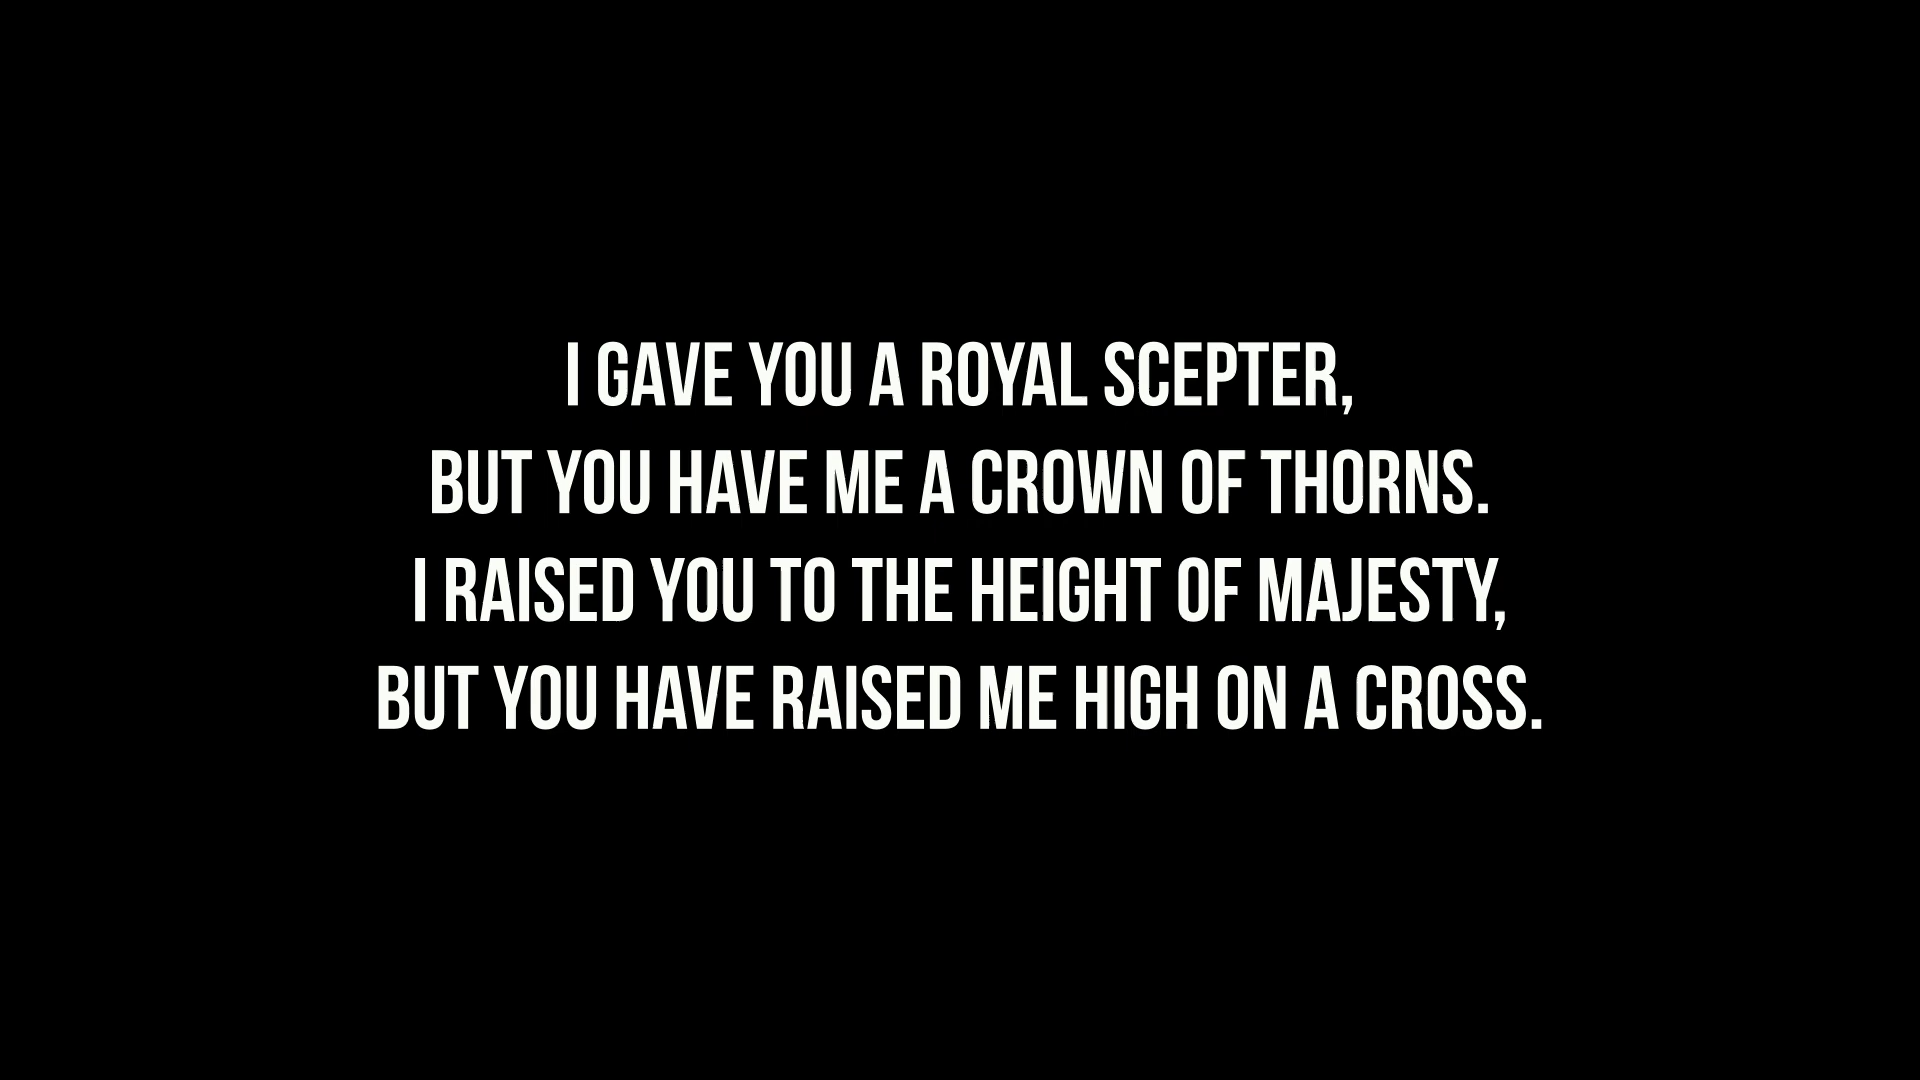 I GAVE YOU A ROYAL SCEPTER,
BUT YOU HAVE ME A CROWN OF THORNS.
I RAISED YOU TO THE HEIGHT OF MAJESTY,
BUT YOU HAVE RAISED ME HIGH ON A CROSS.